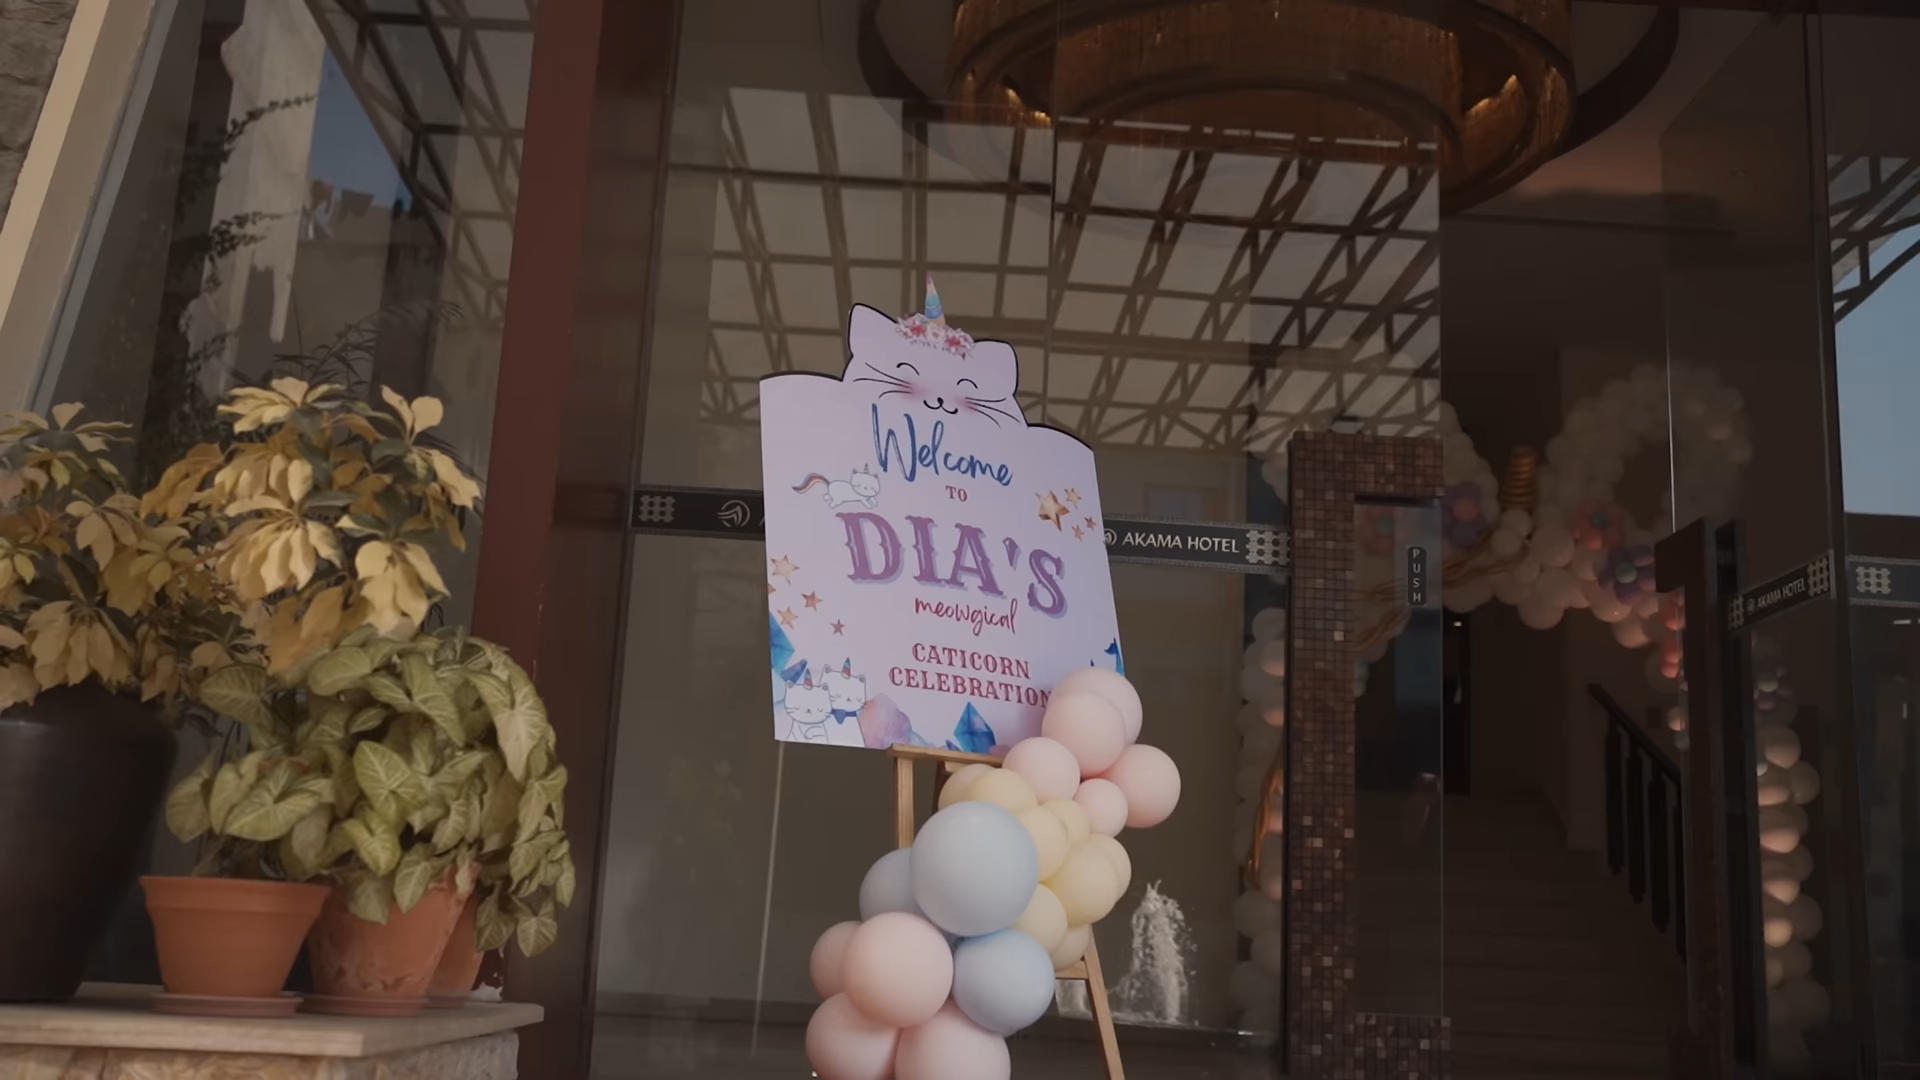 Welcome
TO
DIA'S
meowgical
CATICORN
CELEBRATION
AKAMA HOTEL
PUSH
AKAMA HOTEL